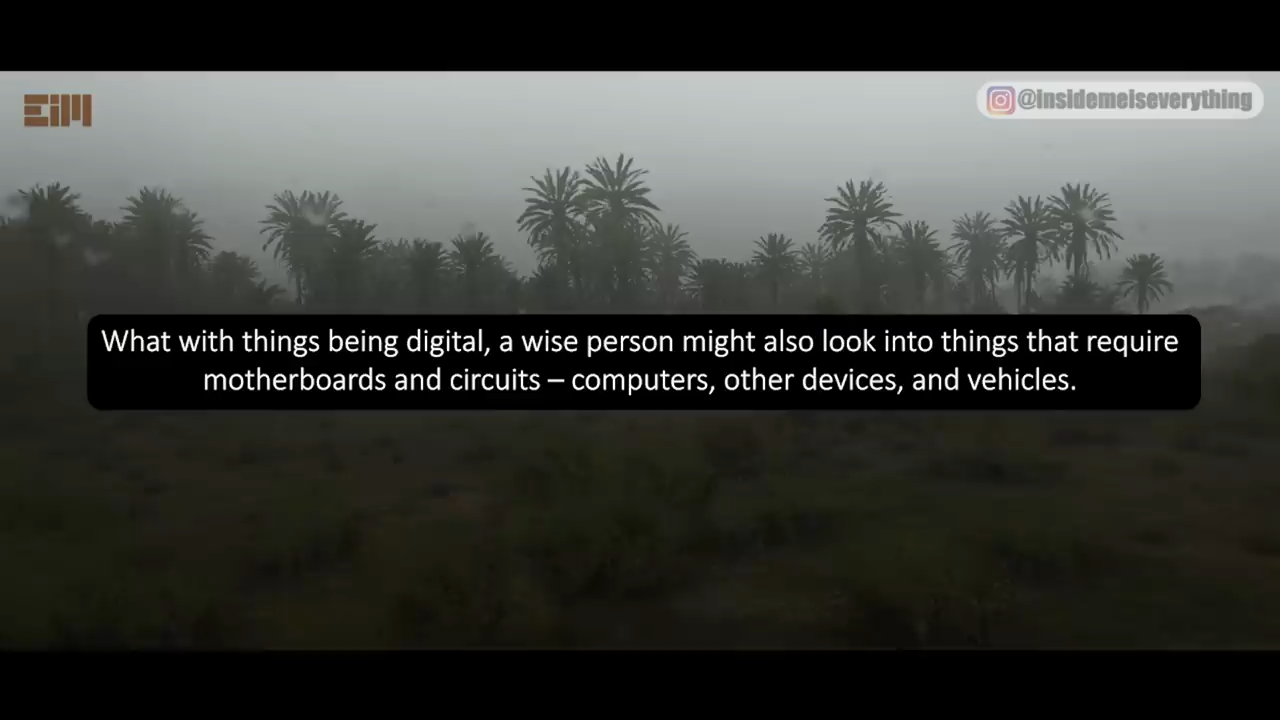 EiM
@insidemeiseverything
What with things being digital, a wise person might also look into things that require
motherboards and circuits – computers, other devices, and vehicles.